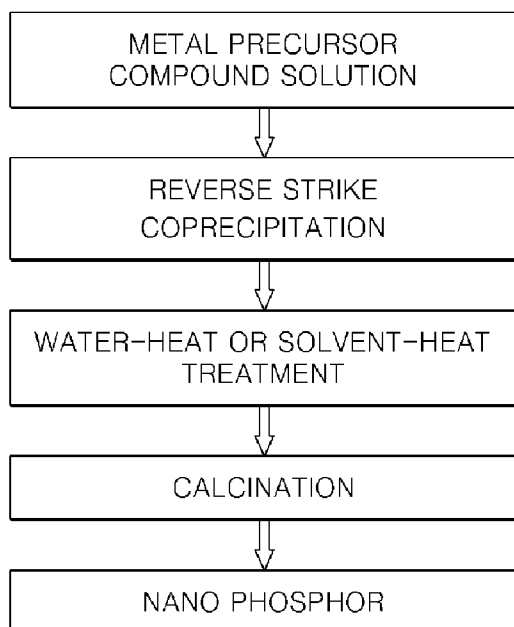 METAL PRECURSOR
COMPOUND SOLUTION
REVERSE STRIKE
COPRECIPITATION
WATER-HEAT OR SOLVENT-HEAT
TREATMENT
CALCINATION
NANO PHOSPHOR